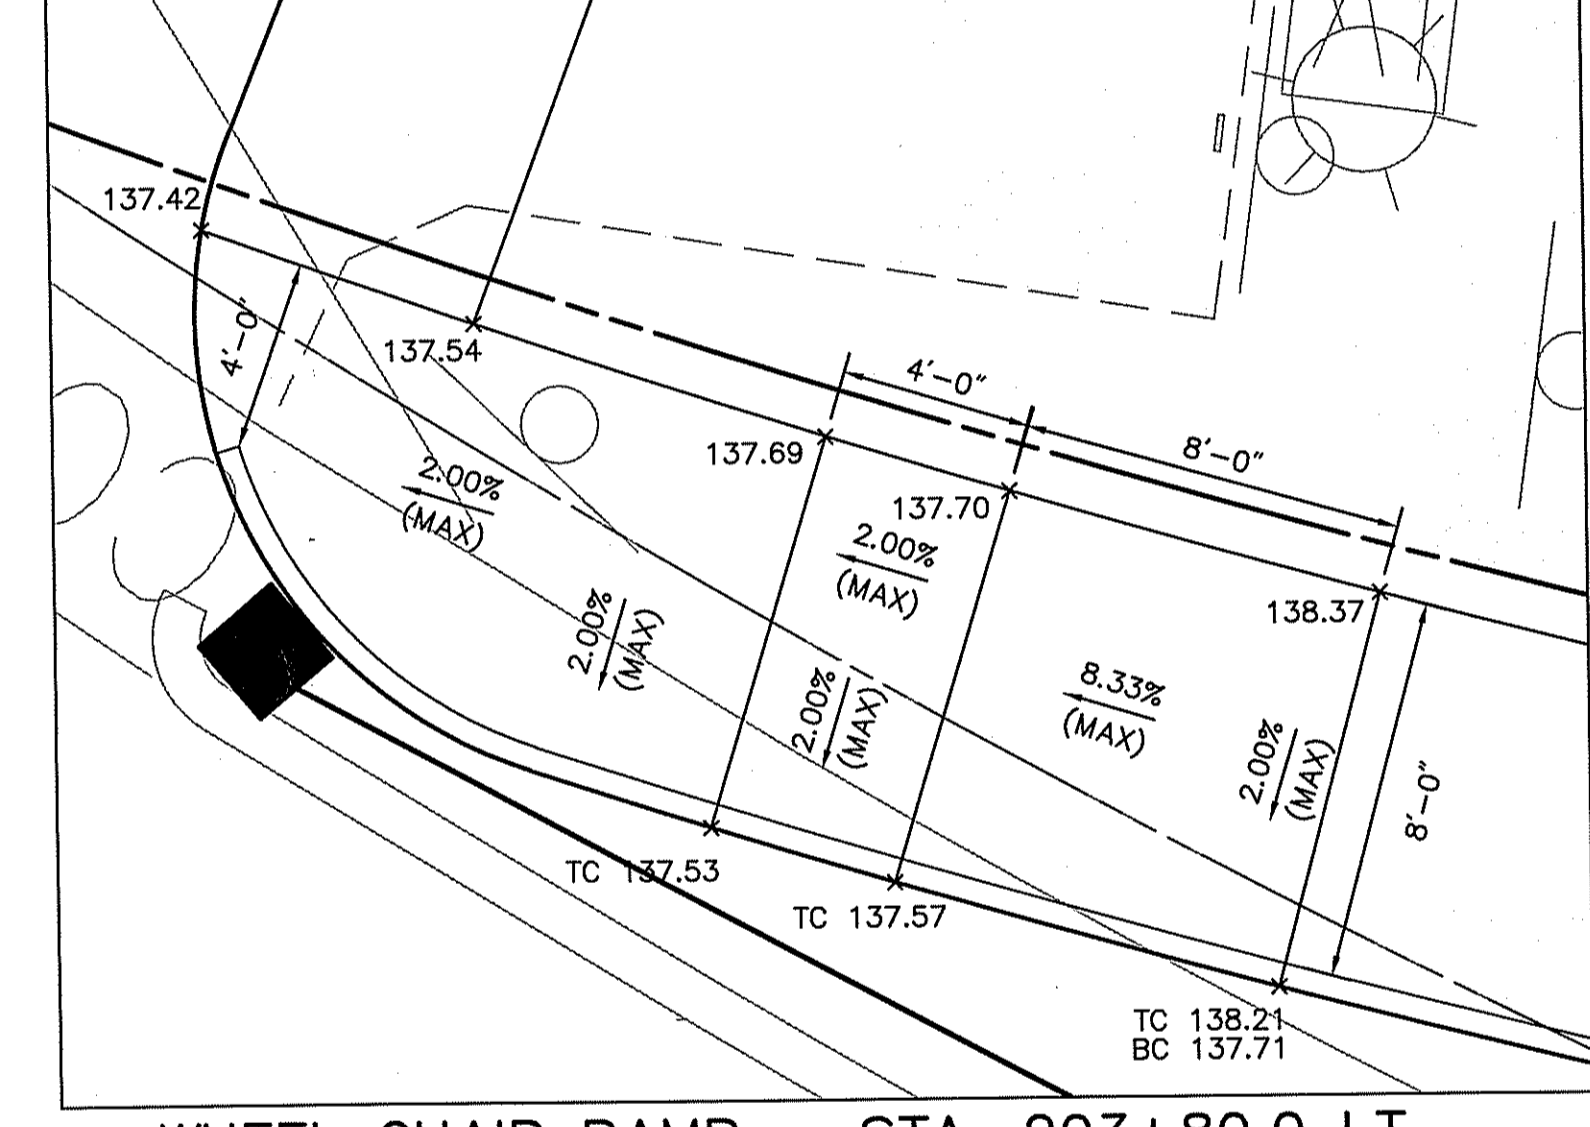 137.42
4'-0"
137.54
4'-0"
137.69
8'-0"
2.00%
(MAX)
137.70
2.00%
(MAX)
138.37
2.00%
(MAX)
2.00%
(MAX)
8.33%
(MAX)
2.00%
(MAX)
8'-0"
TC 137.53
TC 137.57
TC 138.21
BC 137.71